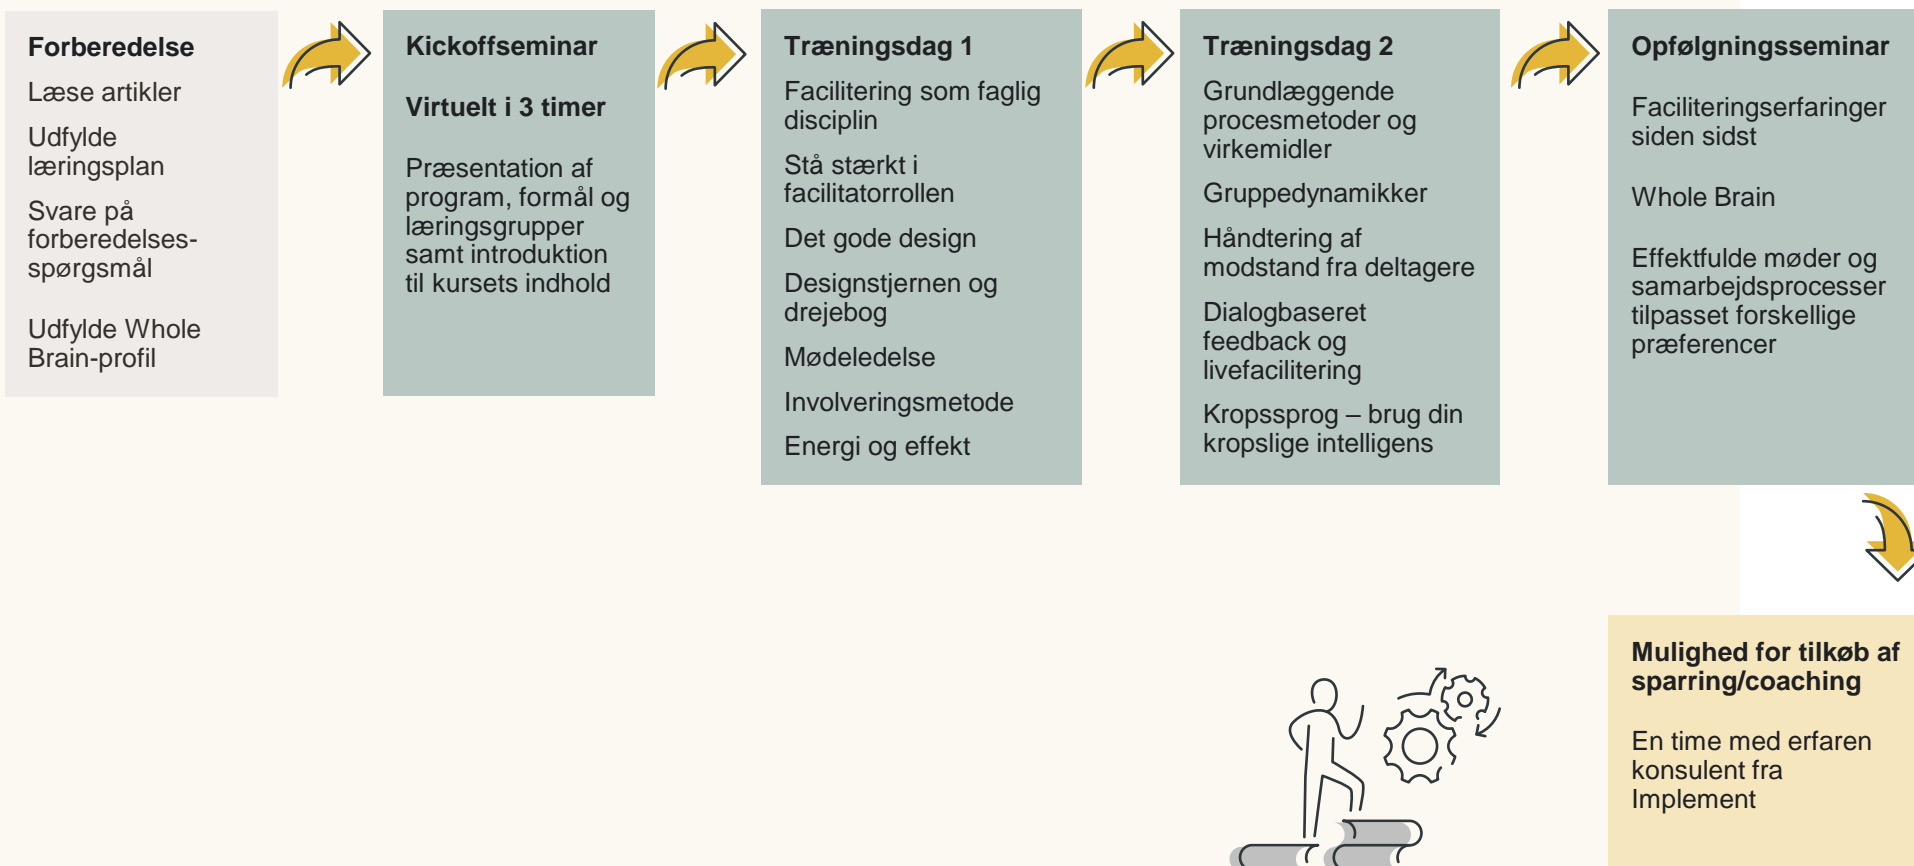 Forberedelse
Læse artikler
Udfylde
læringsplan
Svare på
forberedelses-
spørgsmål
Udfylde Whole
Brain-profil
Kickoffseminar
Virtuelt i 3 timer
Præsentation af
program, formål og
læringsgrupper
samt introduktion
til kursets indhold
Træningsdag 1
Facilitering som faglig
disciplin
Stå stærkt i
facilitatorrollen
Det gode design
Designstjernen og
drejebog
Mødeledelse
Involveringsmetode
Energi og effekt
Træningsdag 2
Grundlæggende
procesmetoder og
virkemidler
Gruppedynamikker
Håndtering af
modstand fra deltagere
Dialogbaseret
feedback og
livefacilitering
Kropssprog – brug din
kropslige intelligens
Opfølgningsseminar
Faciliteringserfaringer
siden sidst
Whole Brain
Effektfulde møder og
samarbejdsprocesser
tilpasset forskellige
præferencer
Mulighed for tilkøb af
sparring/coaching
En time med erfaren
konsulent fra
Implement